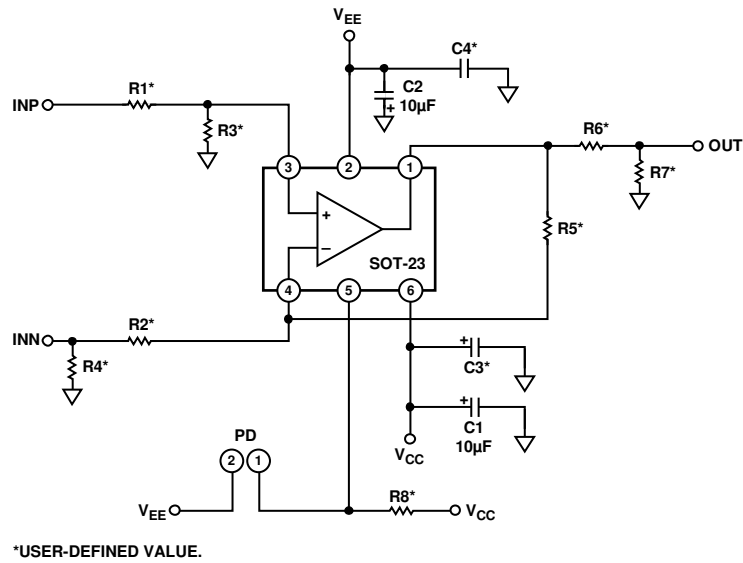 VEE
C4*
C2
10µF
+
R1*
INP
R3*
R6*
OUT
R7*
3
2
1
+
–
R5*
SOT-23
4
5
6
R2*
INN
R4*
+
C3*
+
C1
10µF
VCC
PD
2
1
R8*
VEE
VCC
*USER-DEFINED VALUE.